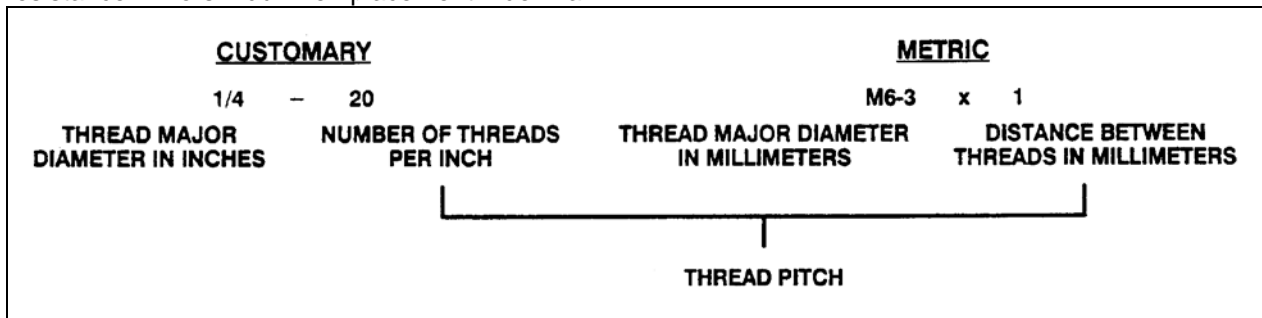 CUSTOMARY
1/4 – 20
THREAD MAJOR
DIAMETER IN INCHES
NUMBER OF THREADS
PER INCH
METRIC
M6-3 x 1
THREAD MAJOR DIAMETER
IN MILLIMETERS
DISTANCE BETWEEN
THREADS IN MILLIMETERS
THREAD PITCH